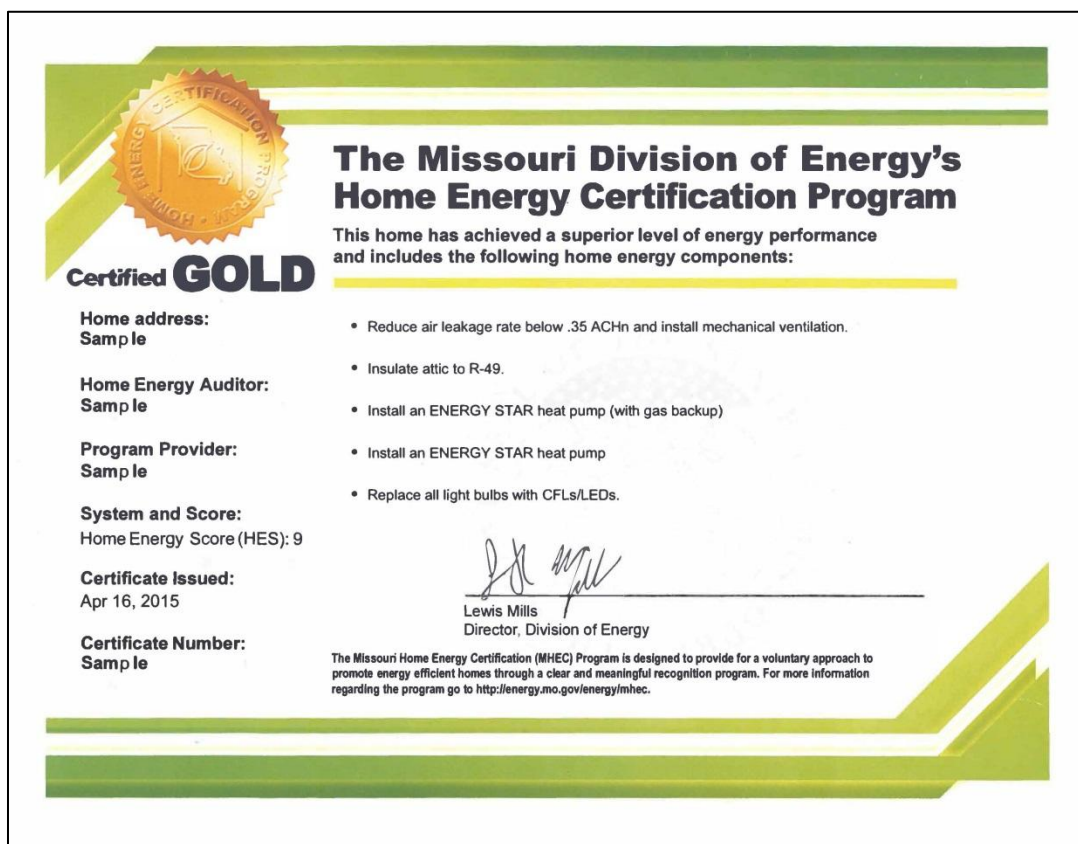 HOME ENERGY CERTIFICATION PROGRAM •
Certified GOLD
The Missouri Division of Energy's
Home Energy Certification Program
This home has achieved a superior level of energy performance
and includes the following home energy components:
Home address:
Sample
Home Energy Auditor:
Sample
Program Provider:
Sample
System and Score:
Home Energy Score (HES): 9
Certificate Issued:
Apr 16, 2015
Certificate Number:
Sample
• Reduce air leakage rate below .35 ACHn and install mechanical ventilation.
• Insulate attic to R-49.
• Install an ENERGY STAR heat pump (with gas backup)
• Install an ENERGY STAR heat pump
• Replace all light bulbs with CFLs/LEDs.
Lewis Mills
Director, Division of Energy
The Missouri Home Energy Certification (MHEC) Program is designed to provide for a voluntary approach to
promote energy efficient homes through a clear and meaningful recognition program. For more information
regarding the program go to http://energy.mo.gov/energy/mhec.